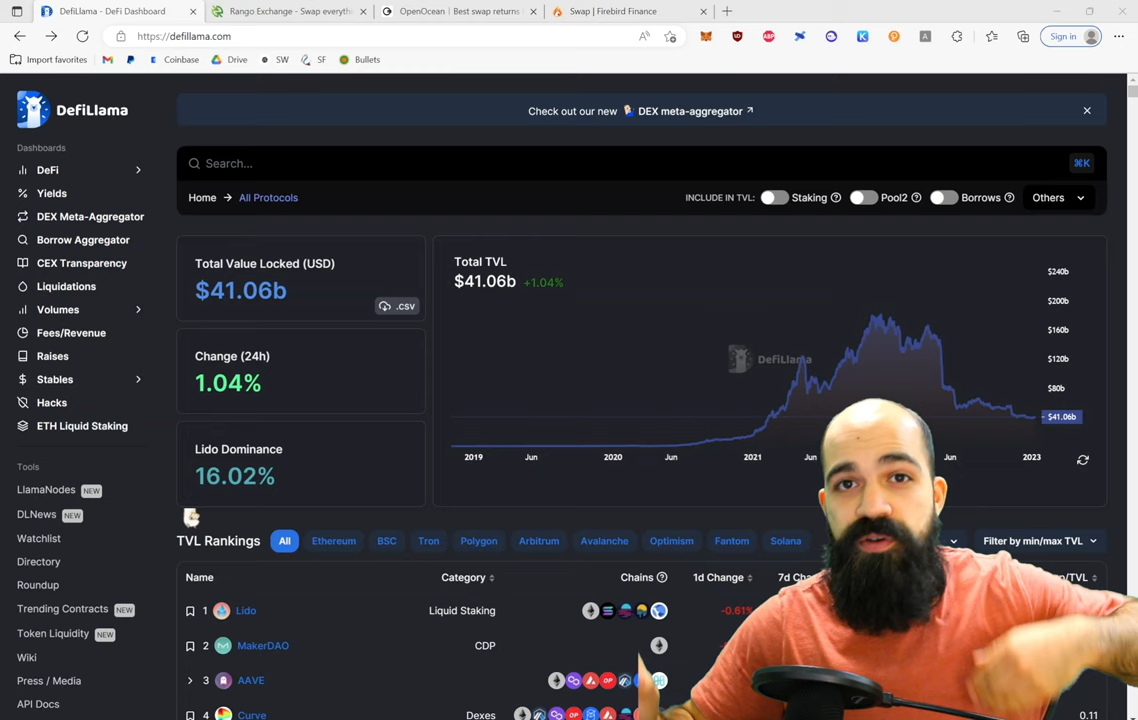 DefiLlama - DeFi Dashboard
Rango Exchange - Swap everythi
OpenOcean | Best swap returns
Swap | Firebird Finance
https://defillama.com
Sign in
Import favorites
Coinbase
Drive
SW
SF
Bullets
DefiLlama
Dashboards
DeFi
Yields
DEX Meta-Aggregator
Borrow Aggregator
CEX Transparency
Liquidations
Volumes
Fees/Revenue
Raises
Stables
Hacks
ETH Liquid Staking
Tools
LlamaNodes NEW
DLNews NEW
Watchlist
Directory
Roundup
Trending Contracts NEW
Token Liquidity NEW
Wiki
Press / Media
API Docs
Check out our new DEX meta-aggregator
Search...
⌘K
Home → All Protocols
INCLUDE IN TVL: Staking Pool2 Borrows Others
Total Value Locked (USD)
$41.06b
.csv
Change (24h)
1.04%
Lido Dominance
16.02%
Total TVL
$41.06b +1.04%
$240b
$200b
$160b
$120b
$80b
$41.06b
DefiLlama
2019 Jun 2020 Jun 2021 Jun Jun 2023
TVL Rankings
All Ethereum BSC Tron Polygon Arbitrum Avalanche Optimism Fantom Solana
Filter by min/max TVL
Name Category Chains 1d Change 7d Cha /TVL
1 Lido Liquid Staking -0.61%
2 MakerDAO CDP
3 AAVE
4 Curve Dexes 0.11